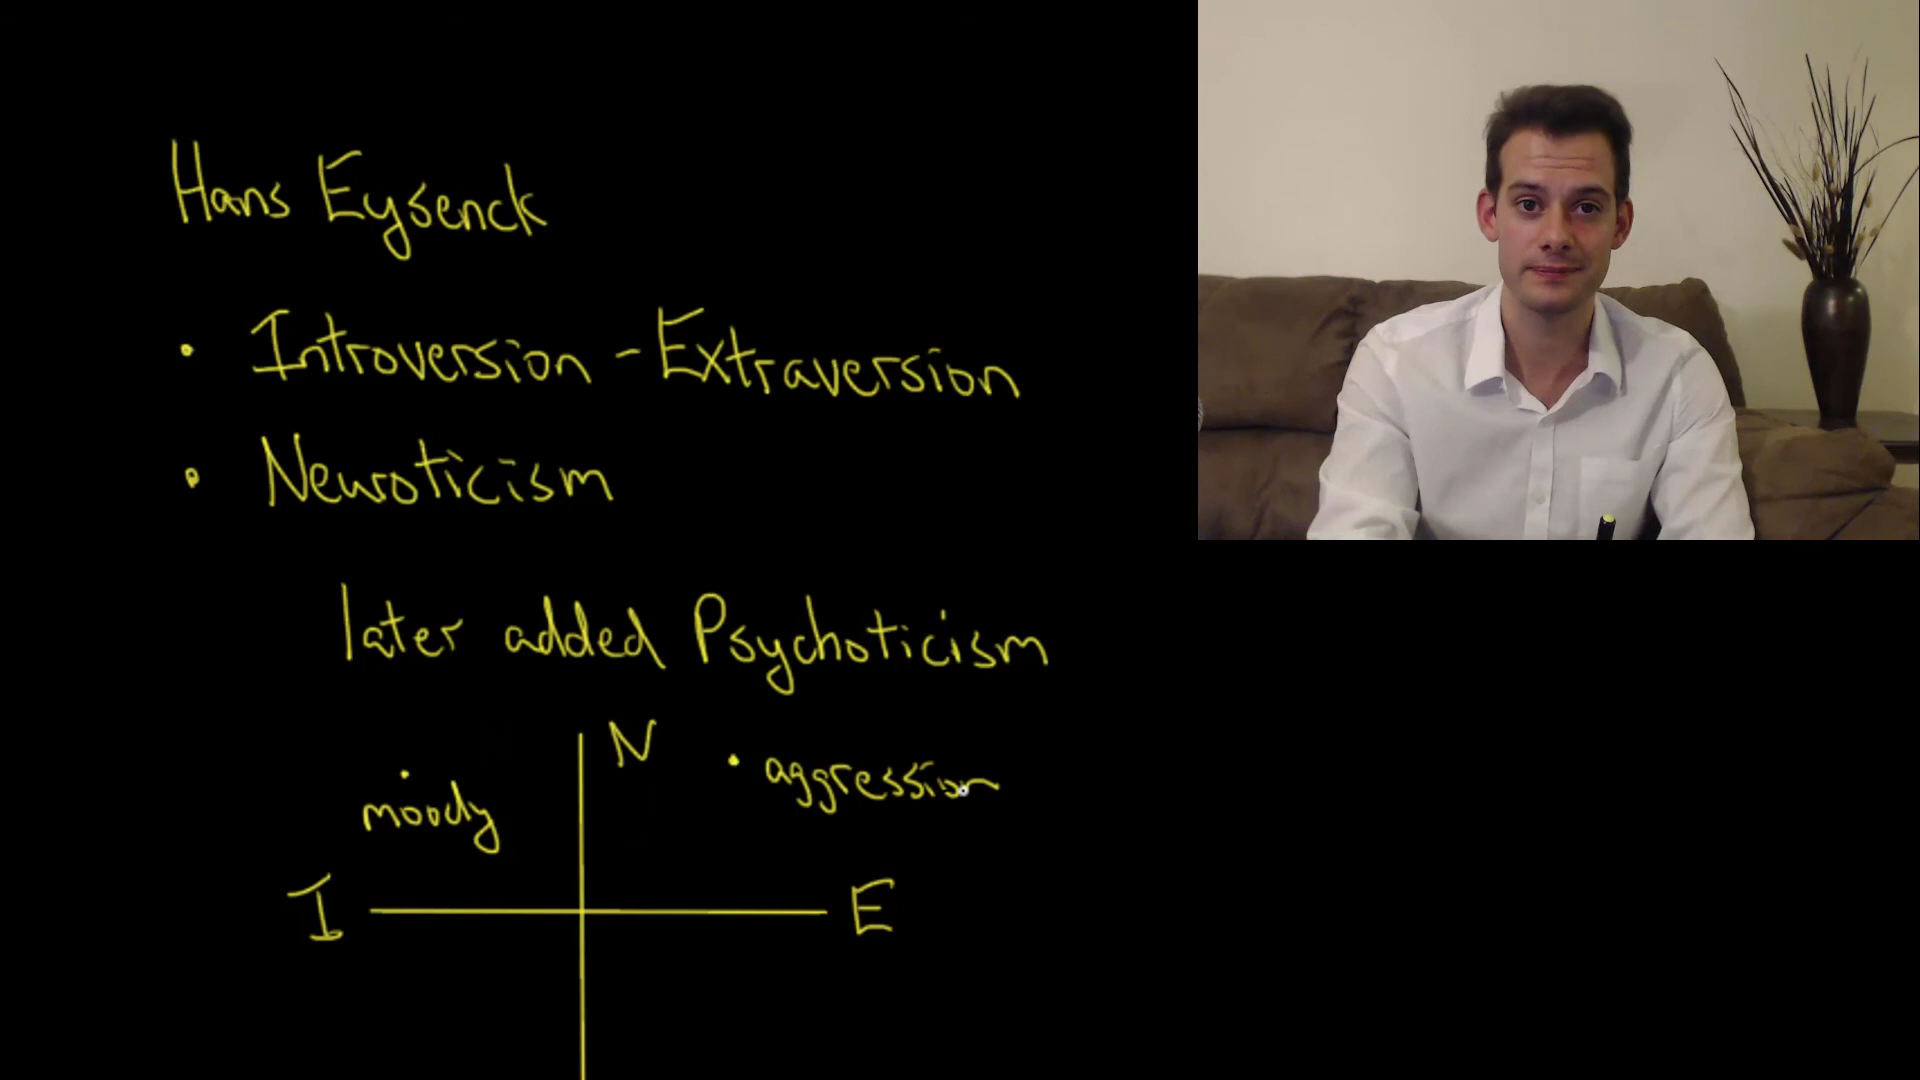 Hans Eysenck
• Introversion - Extraversion
• Neuroticism
later added Psychoticism
N
• aggression
moody
I E